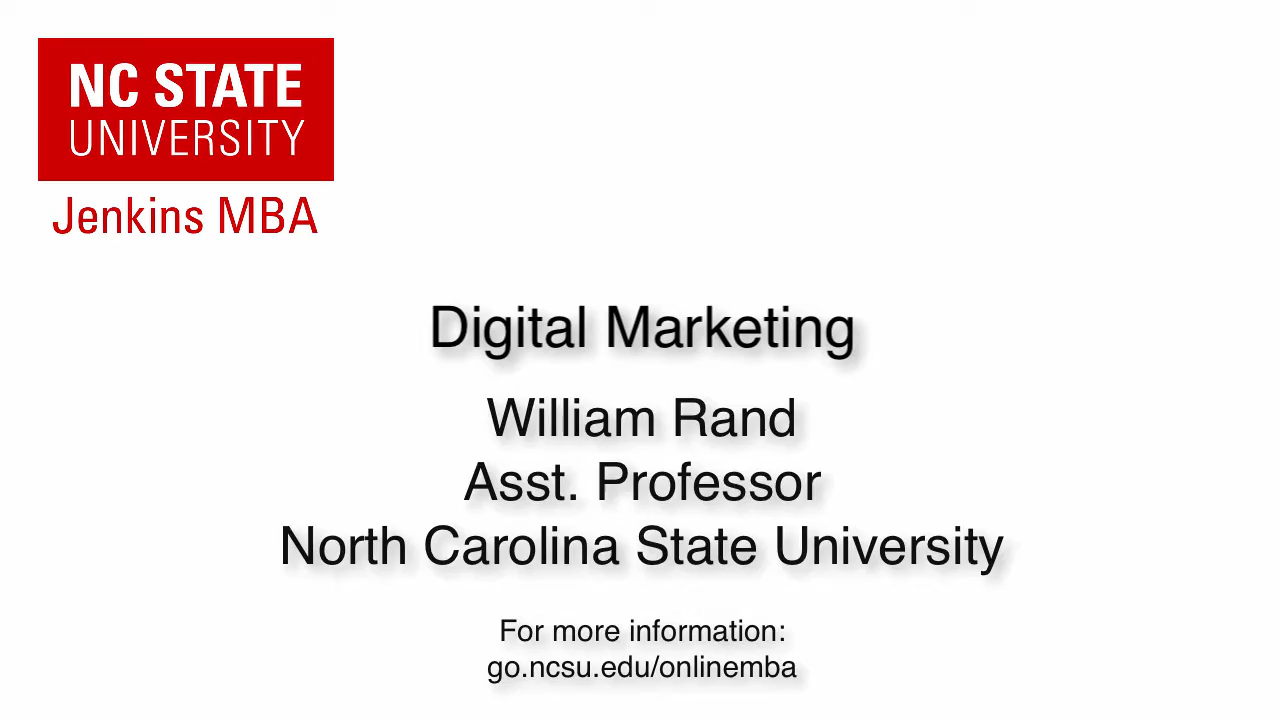 NC STATE
UNIVERSITY
Jenkins MBA
Digital Marketing
William Rand
Asst. Professor
North Carolina State University
For more information:
go.ncsu.edu/onlinemba